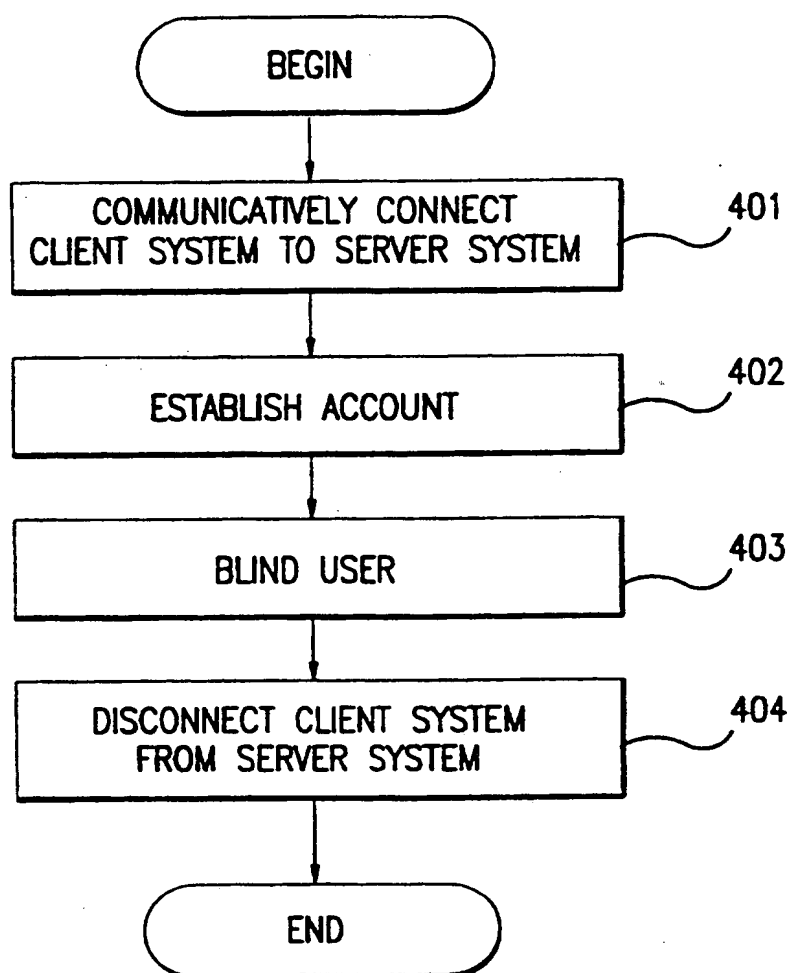 BEGIN
COMMUNICATIVELY CONNECT
CLIENT SYSTEM TO SERVER SYSTEM
401
ESTABLISH ACCOUNT
402
BLIND USER
403
DISCONNECT CLIENT SYSTEM
FROM SERVER SYSTEM
404
END